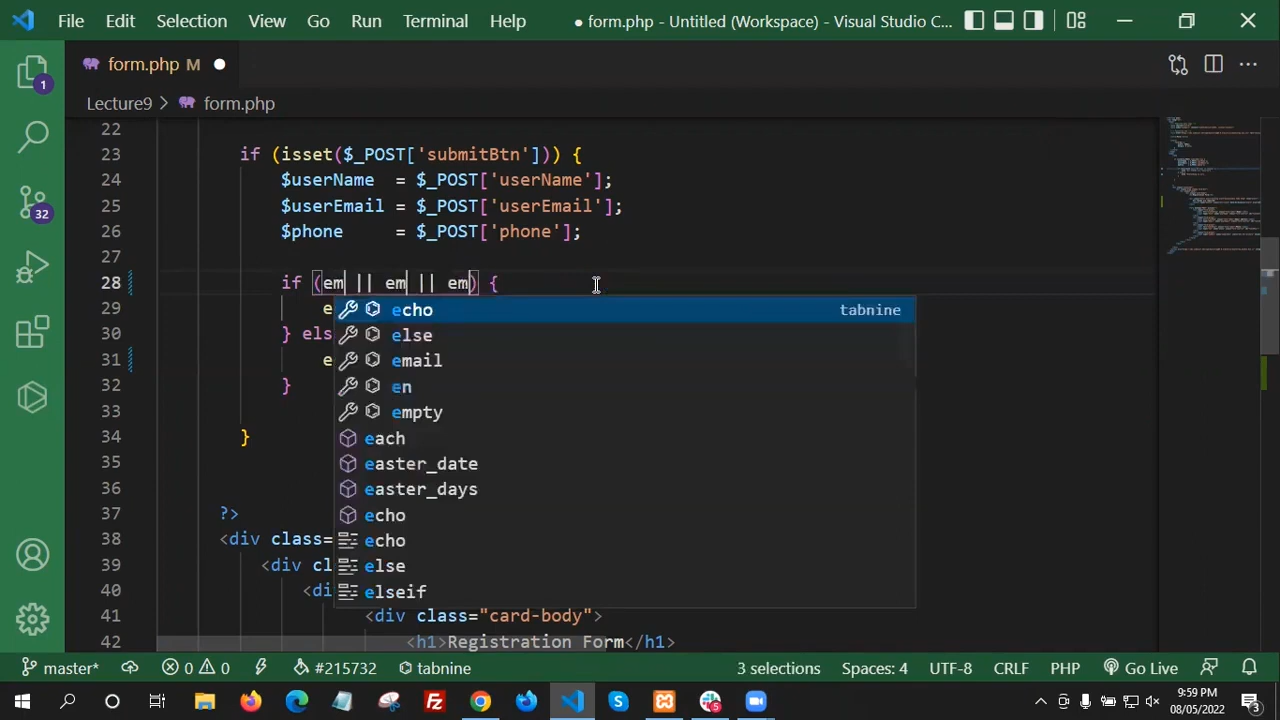 File Edit Selection View Go Run Terminal Help ● form.php - Untitled (Workspace) - Visual Studio C...
1
form.php M ●
Lecture9 > form.php
22
23 if (isset($_POST['submitBtn'])) {
24 $userName = $_POST['userName'];
25 $userEmail = $_POST['userEmail'];
26 $phone = $_POST['phone'];
27
28 if (em || em || em) {
29 e
echo tabnine
30 } els
else
31 e
email
32 }
en
33
empty
34 }
each
35
easter_date
36
easter_days
37 ?>
echo
38 <div class=
echo
39 <div cl
else
40 <di
elseif
41 <div class="card-body">
42 <h1>Registration Form</h1>
32
master* 0 0 #215732 tabnine 3 selections Spaces: 4 UTF-8 CRLF PHP Go Live
5
9:59 PM
08/05/2022
3